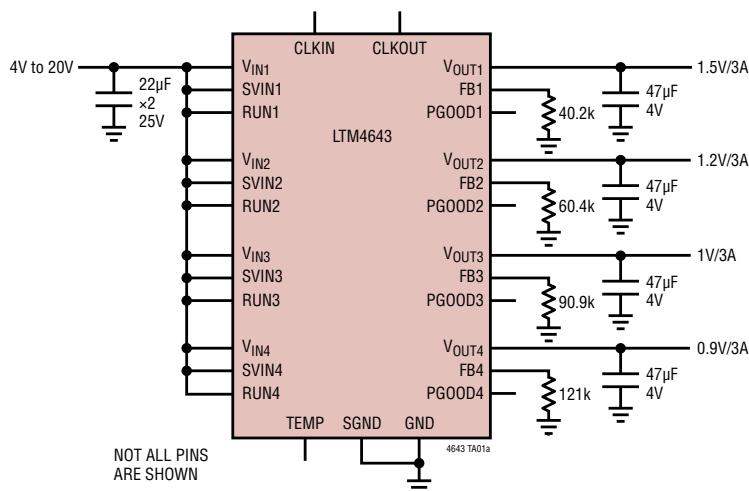 CLKIN
CLKOUT
4V to 20V
22µF
×2
25V
VIN1
SVIN1
RUN1
VIN2
SVIN2
RUN2
VIN3
SVIN3
RUN3
VIN4
SVIN4
RUN4
LTM4643
VOUT1
FB1
PGOOD1
VOUT2
FB2
PGOOD2
VOUT3
FB3
PGOOD3
VOUT4
FB4
PGOOD4
40.2k
47µF
4V
1.5V/3A
60.4k
47µF
4V
1.2V/3A
90.9k
47µF
4V
1V/3A
121k
47µF
4V
0.9V/3A
TEMP
SGND
GND
4643 TA01a
NOT ALL PINS
ARE SHOWN